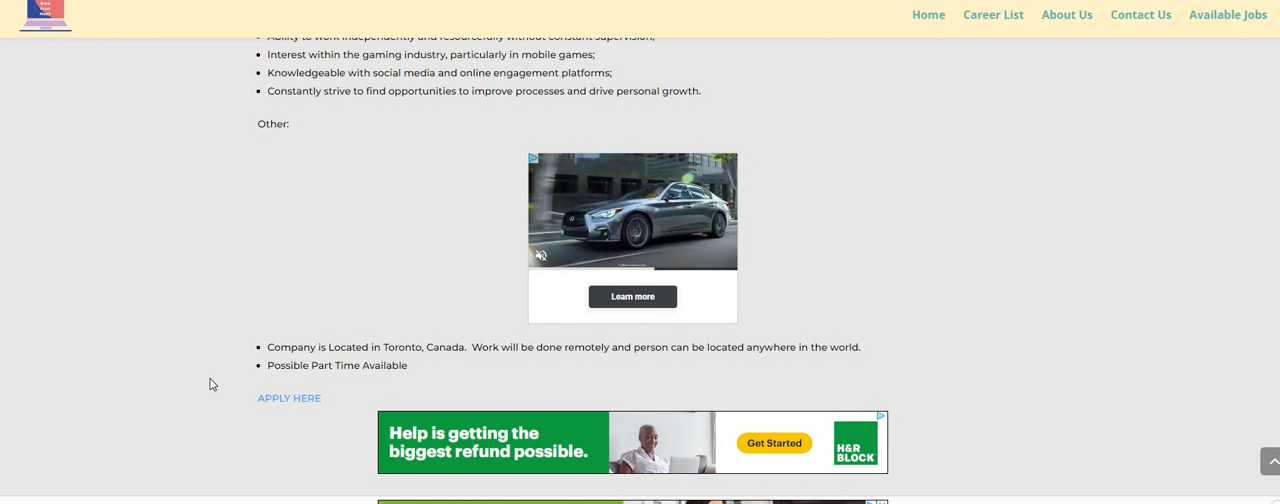 Work
From
Home
Home
Career List
About Us
Contact Us
Available Jobs
Ability to work independently and resourcefully without constant supervision;
Interest within the gaming industry, particularly in mobile games;
Knowledgeable with social media and online engagement platforms;
Constantly strive to find opportunities to improve processes and drive personal growth.
Other:
Learn more
Company is Located in Toronto, Canada. Work will be done remotely and person can be located anywhere in the world.
Possible Part Time Available
APPLY HERE
Help is getting the
biggest refund possible.
Get Started
H&R
BLOCK